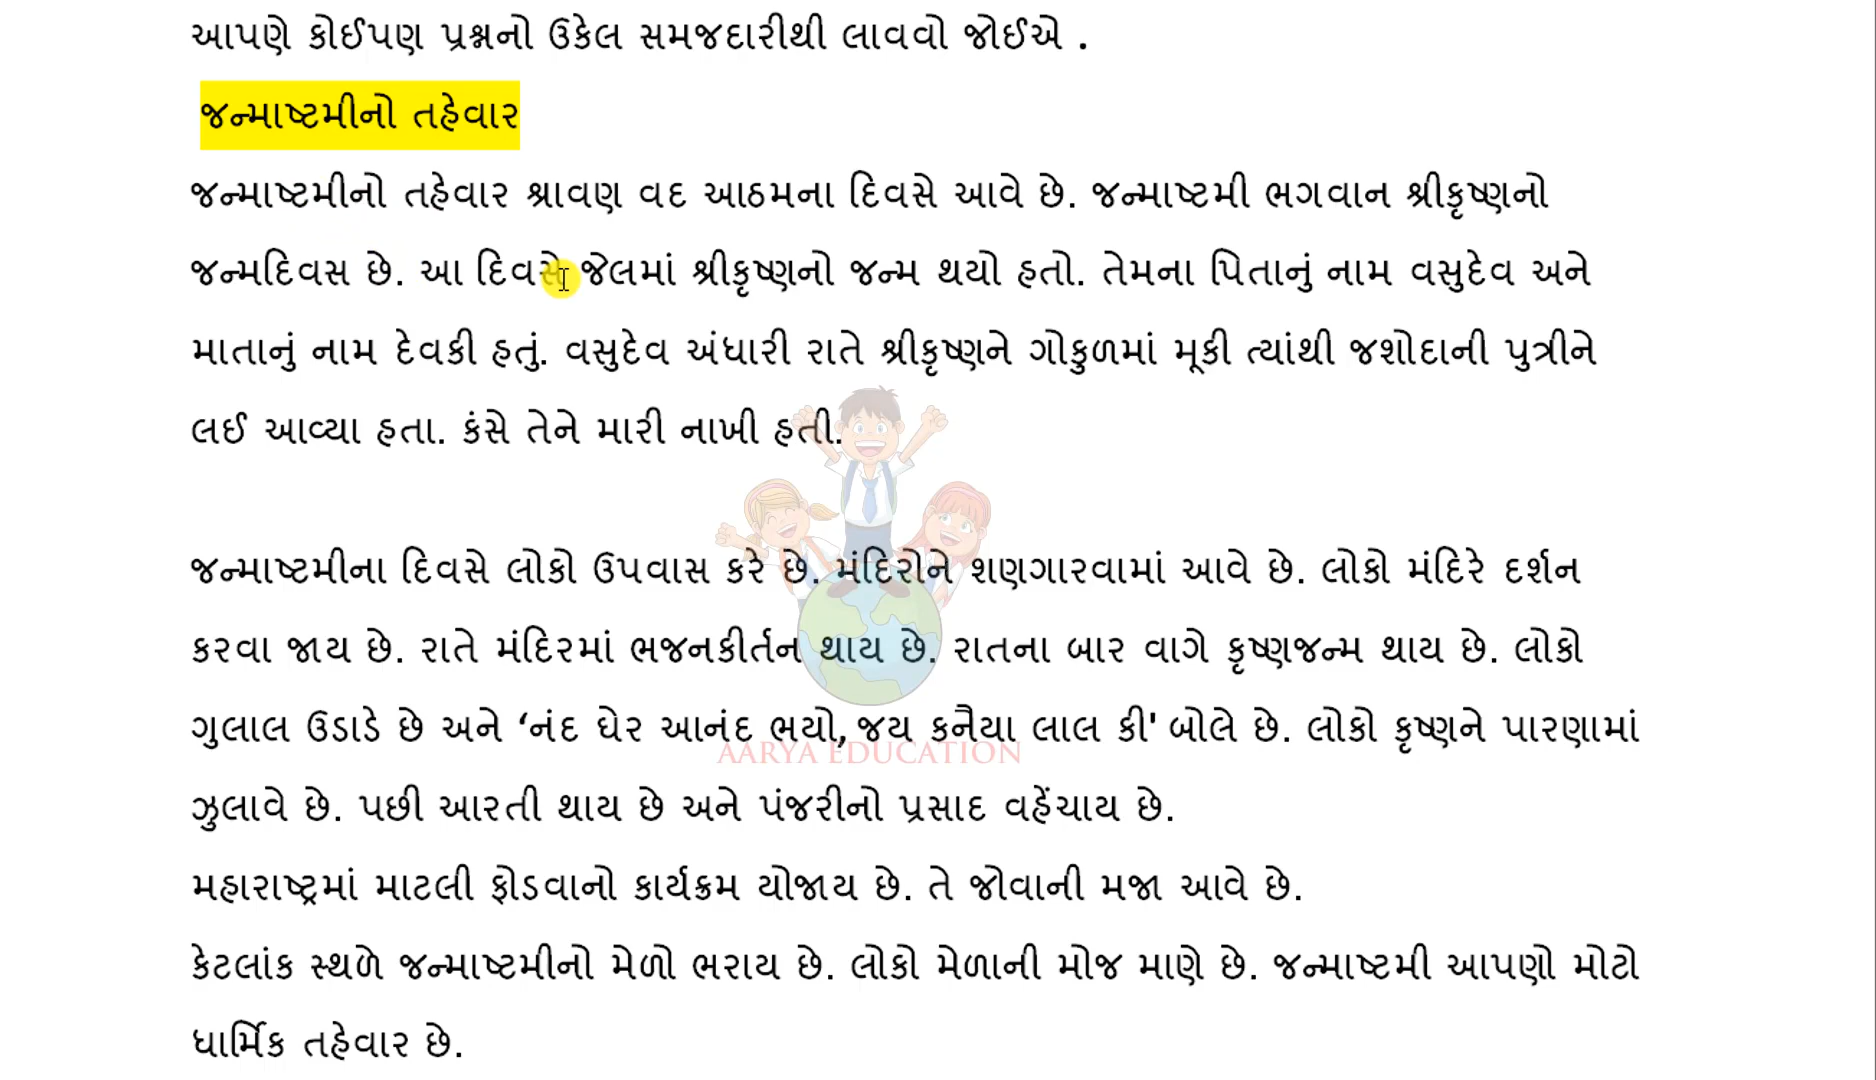 આપણે કોઈપણ પ્રશ્નનો ઉકેલ સમજદારીથી લાવવો જોઈએ .
જન્માષ્ટમીનો તહેવાર
જન્માષ્ટમીનો તહેવાર શ્રાવણ વદ આઠમના દિવસે આવે છે. જન્માષ્ટમી ભગવાન શ્રીકૃષ્ણનો
જન્મદિવસ છે. આ દિવસે જેલમાં શ્રીકૃષ્ણનો જન્મ થયો હતો. તેમના પિતાનું નામ વસુદેવ અને
માતાનું નામ દેવકી હતું. વસુદેવ અંધારી રાતે શ્રીકૃષ્ણને ગોકુળમાં મૂકી ત્યાંથી જશોદાની પુત્રીને
લઈ આવ્યા હતા. કંસે તેને મારી નાખી હતી.
જન્માષ્ટમીના દિવસે લોકો ઉપવાસ કરે છે. મંદિરોને શણગારવામાં આવે છે. લોકો મંદિરે દર્શન
કરવા જાય છે. રાતે મંદિરમાં ભજનકીર્તન થાય છે. રાતના બાર વાગે કૃષ્ણજન્મ થાય છે. લોકો
ગુલાલ ઉડાડે છે અને ‘નંદ ઘેર આનંદ ભયો, જય કનૈયા લાલ કી' બોલે છે. લોકો કૃષ્ણને પારણામાં
AARYA EDUCATION
ઝુલાવે છે. પછી આરતી થાય છે અને પંજરીનો પ્રસાદ વહેંચાય છે.
મહારાષ્ટ્રમાં માટલી ફોડવાનો કાર્યક્રમ યોજાય છે. તે જોવાની મજા આવે છે.
કેટલાંક સ્થળે જન્માષ્ટમીનો મેળો ભરાય છે. લોકો મેળાની મોજ માણે છે. જન્માષ્ટમી આપણો મોટો
ધાર્મિક તહેવાર છે.